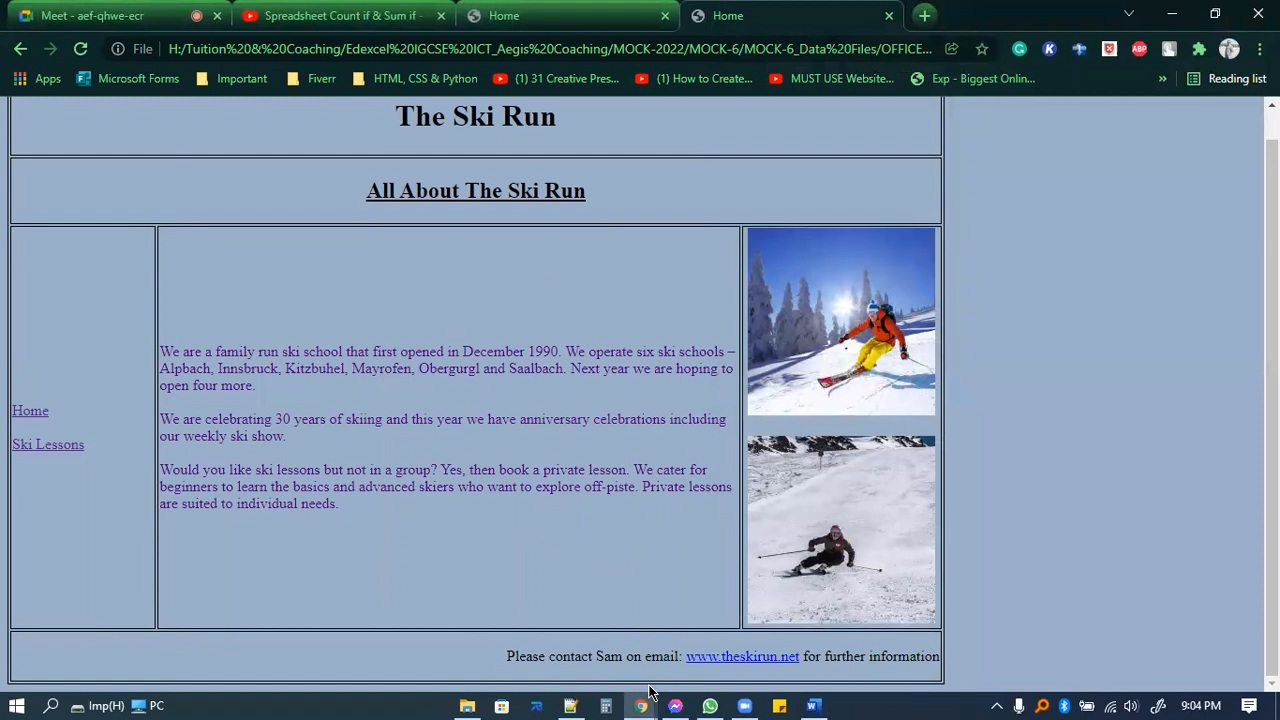 Meet - aef-qhwe-ecr
Spreadsheet Count if & Sum if -
Home
Home
File
H:/Tuition%20&%20Coaching/Edexcel%20IGCSE%20ICT_Aegis%20Coaching/MOCK-2022/MOCK-6/MOCK-6_Data%20Files/OFFICE...
Apps
Microsoft Forms
Important
Fiverr
HTML, CSS & Python
(1) 31 Creative Pres...
(1) How to Create...
MUST USE Website...
Exp - Biggest Onlin...
Reading list
The Ski Run
All About The Ski Run
Home
Ski Lessons
We are a family run ski school that first opened in December 1990. We operate six ski schools –
Alpbach, Innsbruck, Kitzbuhel, Mayrofen, Obergurgl and Saalbach. Next year we are hoping to
open four more.
We are celebrating 30 years of skiing and this year we have anniversary celebrations including
our weekly ski show.
Would you like ski lessons but not in a group? Yes, then book a private lesson. We cater for
beginners to learn the basics and advanced skiers who want to explore off-piste. Private lessons
are suited to individual needs.
Please contact Sam on email: www.theskirun.net for further information
Imp(H)
PC
9:04 PM